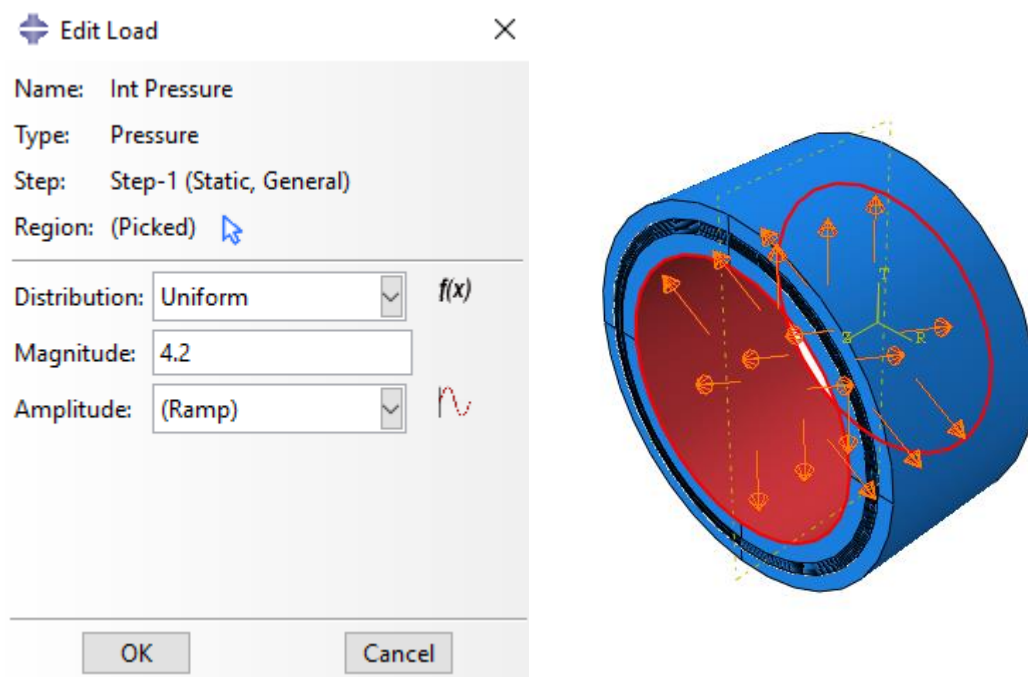 Edit Load
Name: Int Pressure
Type: Pressure
Step: Step-1 (Static, General)
Region: (Picked)
Distribution: Uniform f(x)
Magnitude: 4.2
Amplitude: (Ramp)
OK Cancel
T
Z R